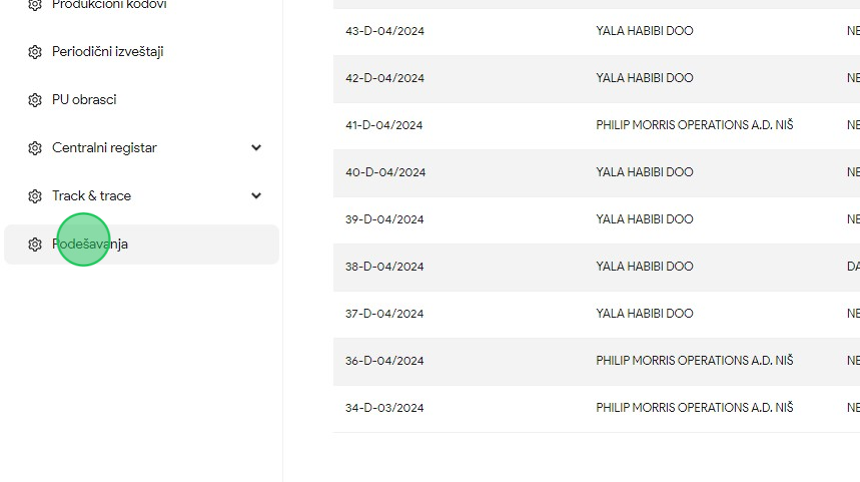 Produkcioni kodovi
Periodični izveštaji
PU obrasci
Centralni registar
Track & trace
Podešavanja
43-D-04/2024 YALA HABIBI DOO NE
42-D-04/2024 YALA HABIBI DOO NE
41-D-04/2024 PHILIP MORRIS OPERATIONS A.D. NIŠ NE
40-D-04/2024 YALA HABIBI DOO NE
39-D-04/2024 YALA HABIBI DOO NE
38-D-04/2024 YALA HABIBI DOO DA
37-D-04/2024 YALA HABIBI DOO NE
36-D-04/2024 PHILIP MORRIS OPERATIONS A.D. NIŠ NE
34-D-03/2024 PHILIP MORRIS OPERATIONS A.D. NIŠ NE